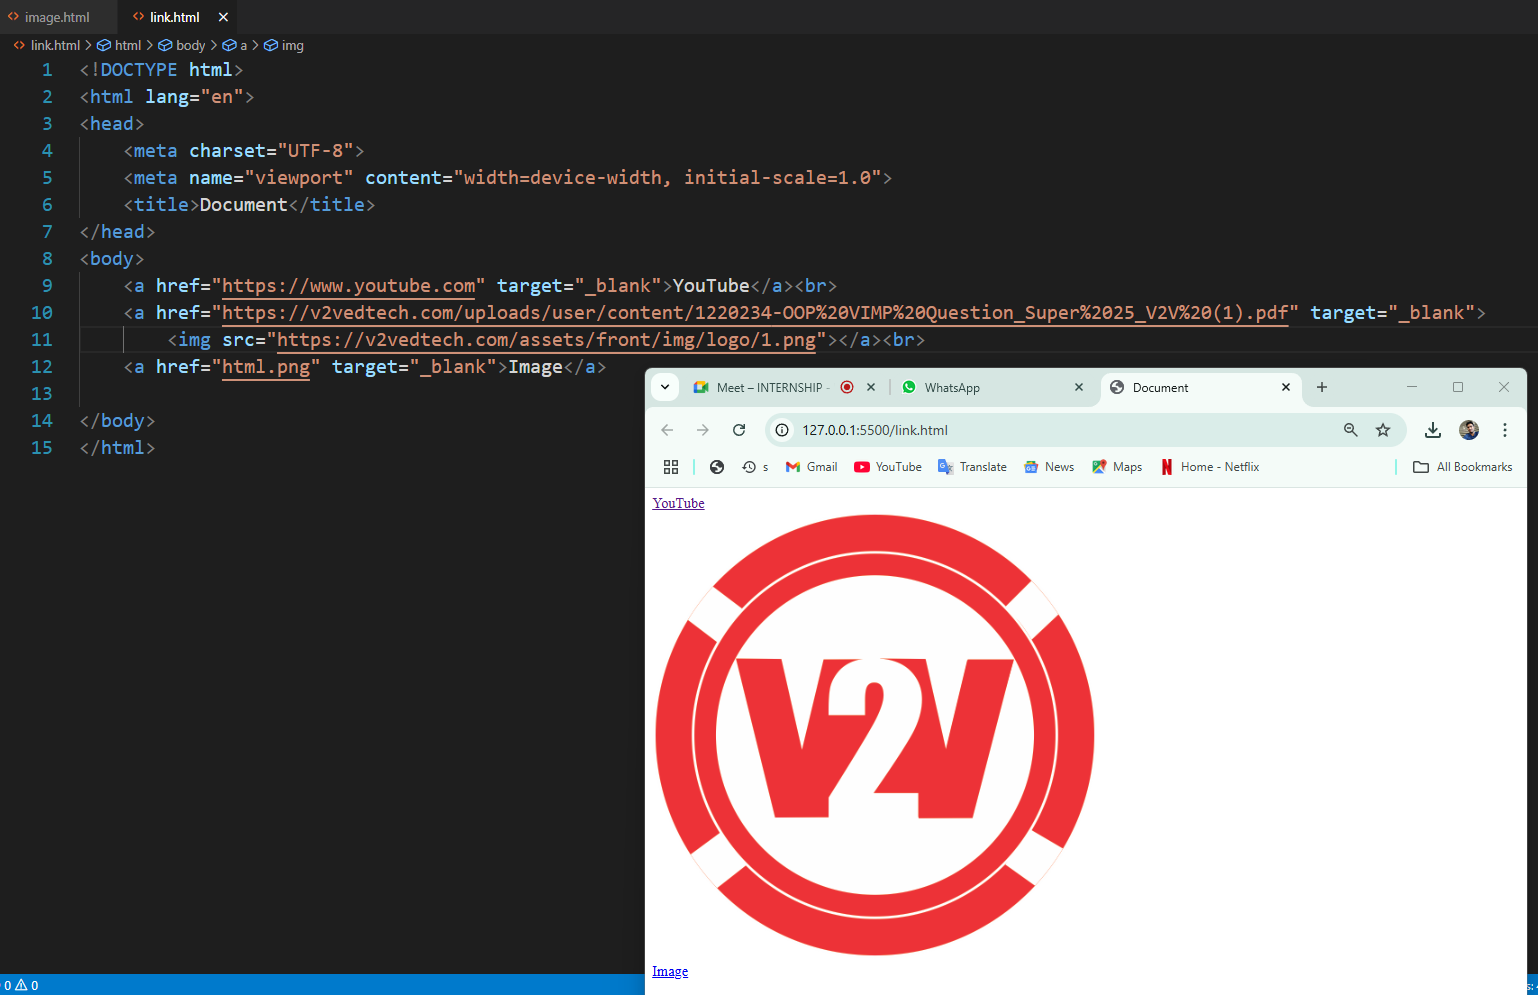 image.html link.html
link.html > html > body > a > img
1 <!DOCTYPE html>
2 <html lang="en">
3 <head>
4 <meta charset="UTF-8">
5 <meta name="viewport" content="width=device-width, initial-scale=1.0">
6 <title>Document</title>
7 </head>
8 <body>
9 <a href="https://www.youtube.com" target="_blank">YouTube</a><br>
10 <a href="https://v2vedtech.com/uploads/user/content/1220234-OOP%20VIMP%20Question_Super%2025_V2V%20(1).pdf" target="_blank">
11 <img src="https://v2vedtech.com/assets/front/img/logo/1.png"></a><br>
12 <a href="html.png" target="_blank">Image</a>
13
14 </body>
15 </html>
Meet – INTERNSHIP - WhatsApp Document
127.0.0.1:5500/link.html
s Gmail YouTube Translate News Maps Home - Netflix All Bookmarks
YouTube
V2V
Image
0 0